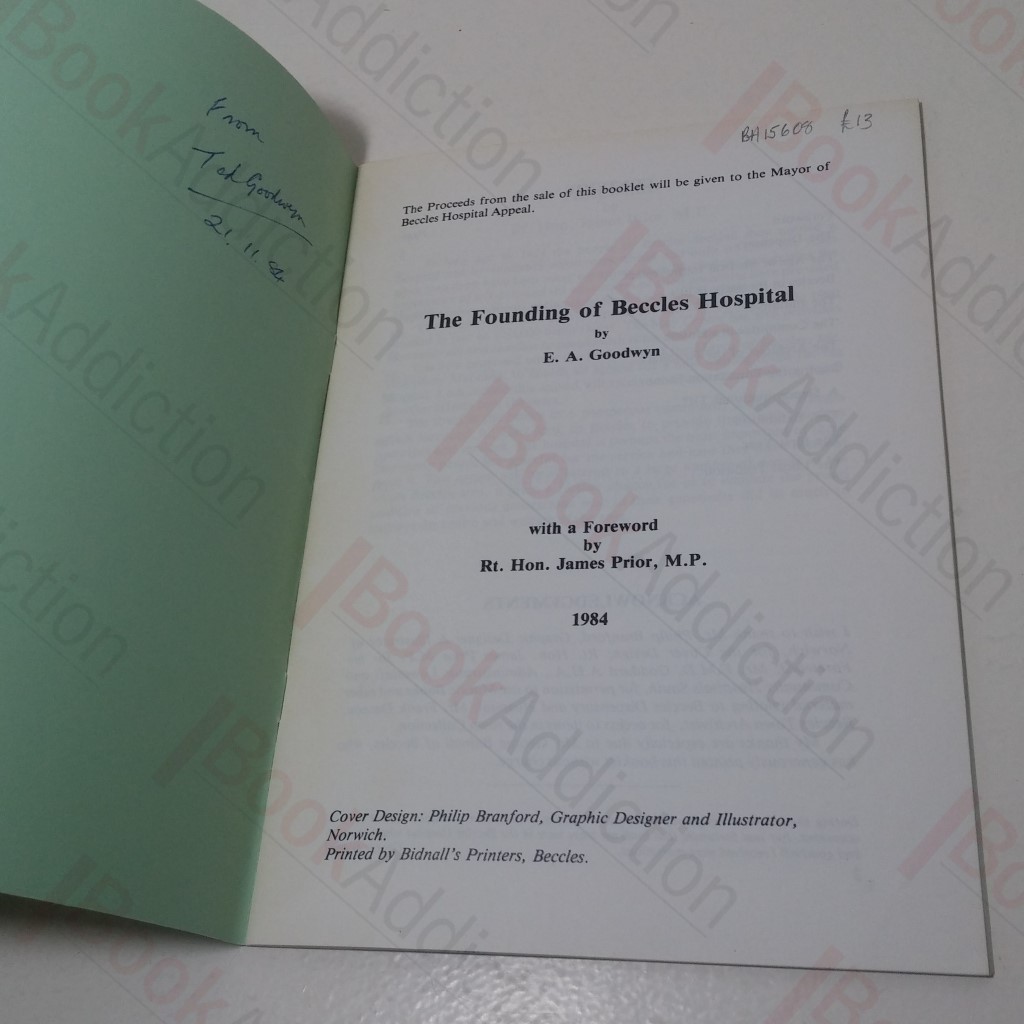 From
Ted Goodwyn
21.11.84
BH15608 £13
The Proceeds from the sale of this booklet will be given to the Mayor of
Beccles Hospital Appeal.
The Founding of Beccles Hospital
by
E. A. Goodwyn
with a Foreword
by
Rt. Hon. James Prior, M.P.
1984
Cover Design: Philip Branford, Graphic Designer and Illustrator,
Norwich.
Printed by Bidnall's Printers, Beccles.
BookAddiction